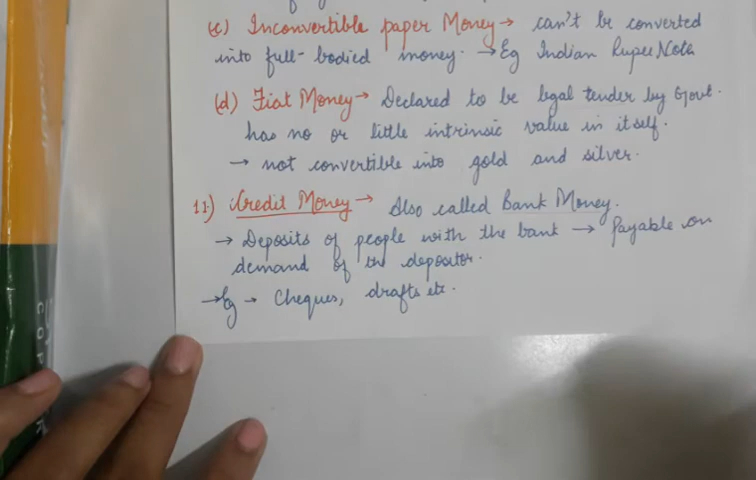 (c) Inconvertible paper Money → can't be converted
into full-bodied money. → Eg Indian Rupee Note
(d) Fiat Money → Declared to be legal tender by Govt.
has no or little intrinsic value in itself.
→ not convertible into gold and silver.
11) Credit Money → Also called Bank Money.
→ Deposits of people with the bank → Payable on
demand of the depositor.
→ Eg → Cheques, drafts etc.